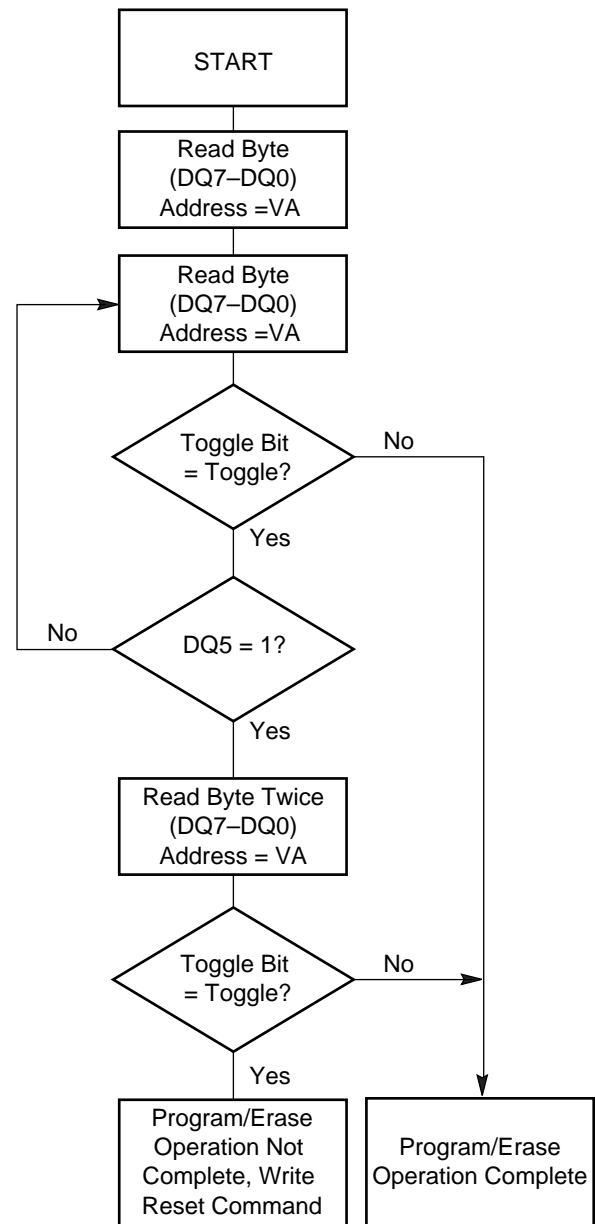 START
Read Byte
(DQ7–DQ0)
Address =VA
Read Byte
(DQ7–DQ0)
Address =VA
Toggle Bit
= Toggle?
No
Yes
No
DQ5 = 1?
Yes
Read Byte Twice
(DQ7–DQ0)
Address = VA
Toggle Bit
= Toggle?
No
Yes
Program/Erase
Operation Not
Complete, Write
Reset Command
Program/Erase
Operation Complete